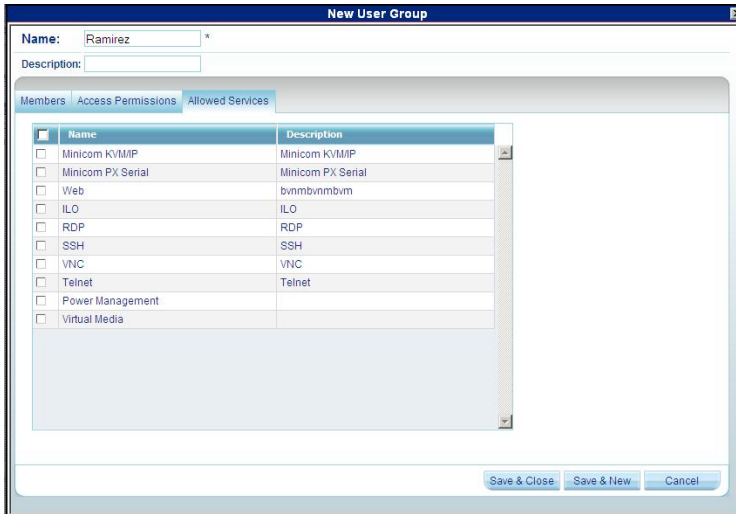 New User Group
Name: Ramirez *
Description:
Members Access Permissions Allowed Services
Name Description
Minicom KVM/IP Minicom KVM/IP
Minicom PX Serial Minicom PX Serial
Web bvnmbvnmbvm
ILO ILO
RDP RDP
SSH SSH
VNC VNC
Telnet Telnet
Power Management
Virtual Media
Save & Close Save & New Cancel